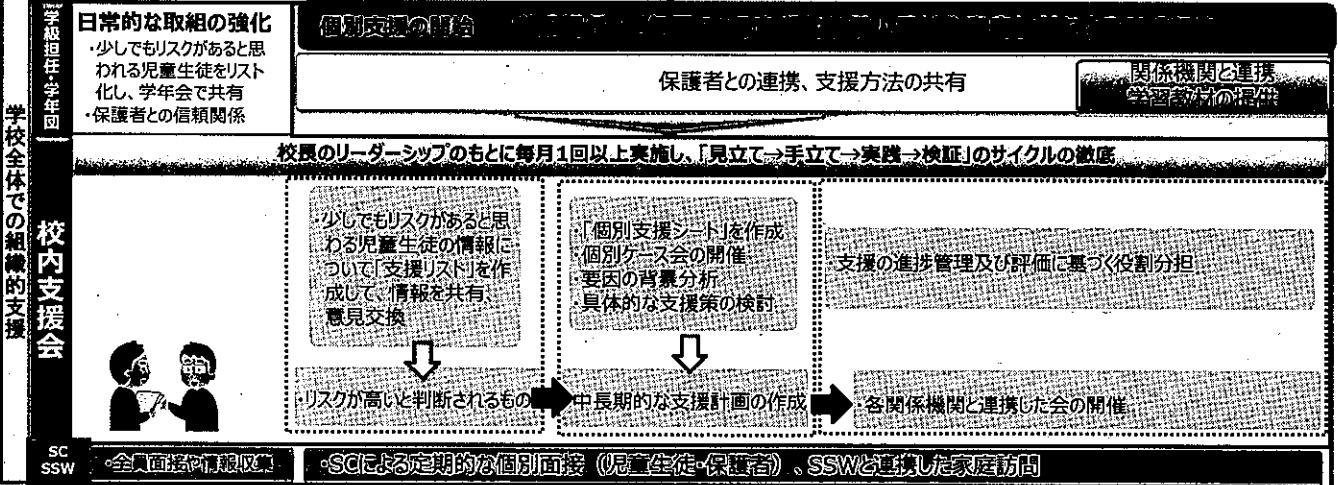 学校全体での組織的支援
学級担任・学年団
日常的な取組の強化
・少しでもリスクがあると思
われる児童生徒をリスト
化し、学年会で共有
・保護者との信頼関係
個別支援の開始
保護者との連携、支援方法の共有
関係機関と連携
学習教材の提供
校長のリーダーシップのもとに毎月1回以上実施し、「見立て→手立て→実践→検証」のサイクルの徹底
校内支援会
・少しでもリスクがあると思
わる児童生徒の情報に
ついて「支援リスト」を作
成して、情報を共有、
意見交換
・リスクが高いと判断されるもの
・「個別支援シート」を作成
・個別ケース会の開催
要因の背景分析
・具体的な支援策の検討
中長期的な支援計画の作成
・支援の進捗管理及び評価に基づく役割分担
・各関係機関と連携した会の開催
SC
SSW
・全員面接や情報収集
・SCによる定期的な個別面接（児童生徒・保護者）、SSWと連携した家庭訪問